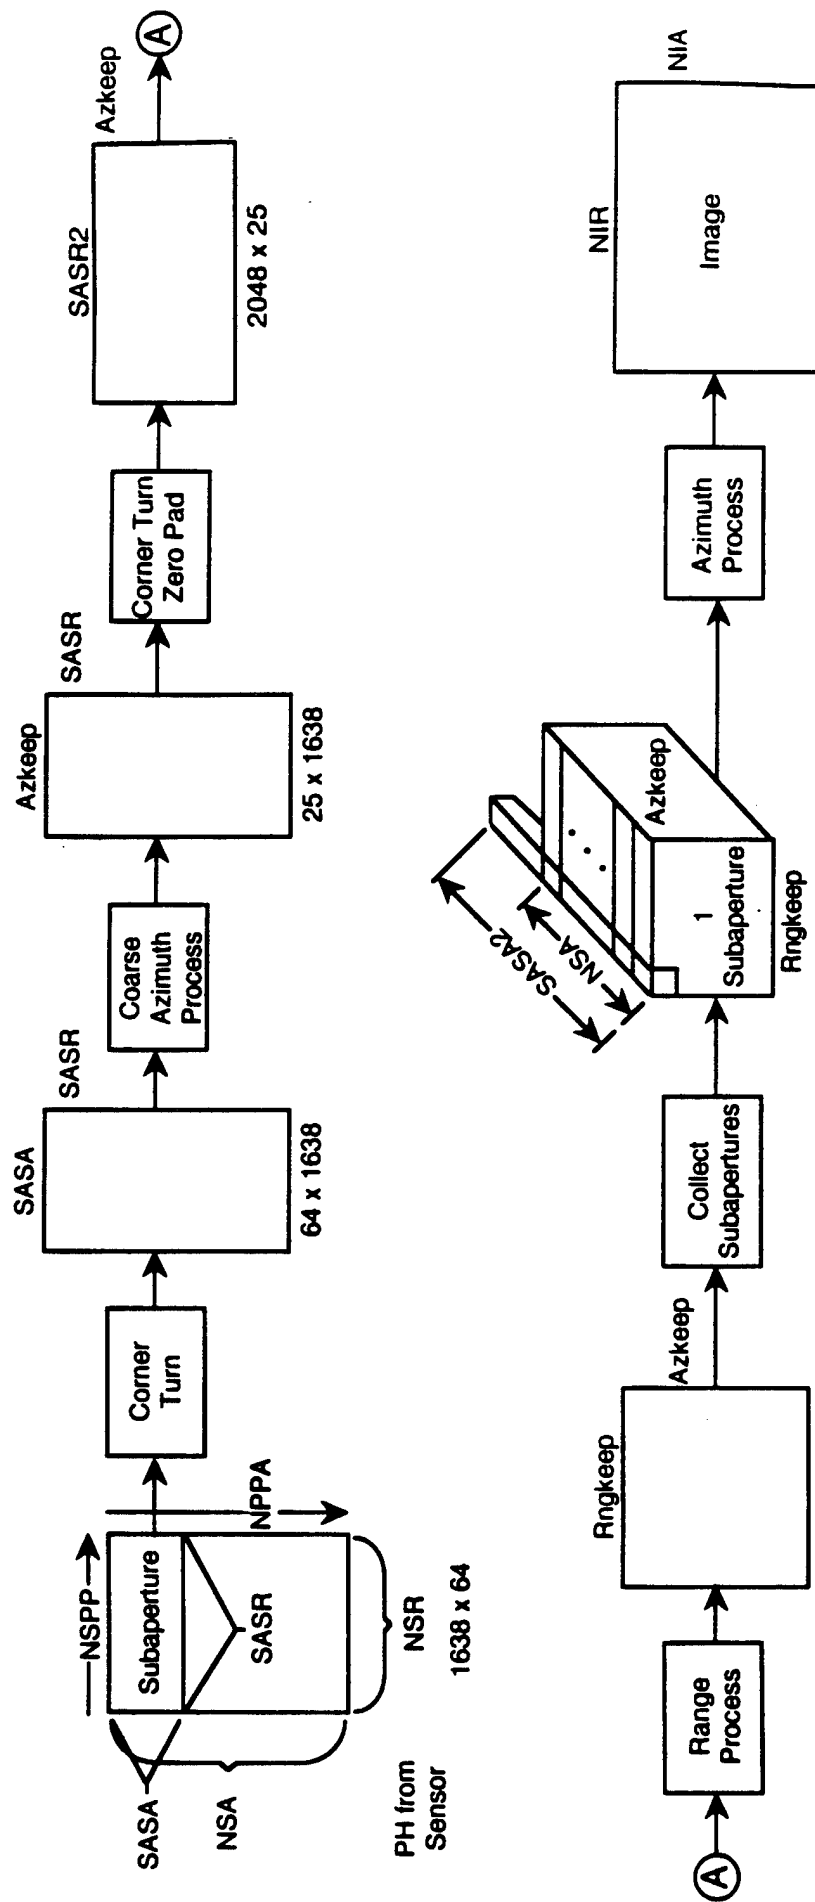 NSPP
Subaperture
SASR
NPPA
SASA
NSA
NSR
1638 x 64
PH from
Sensor
Corner
Turn
SASA
SASR
64 x 1638
Coarse
Azimuth
Process
Azkeep
SASR
25 x 1638
Corner Turn
Zero Pad
SASR2
Azkeep
2048 x 25
A
A
Range
Process
Rngkeep
Azkeep
Collect
Subapertures
SASA2
NSA
1
Subaperture
Azkeep
Rngkeep
Azimuth
Process
NIR
Image
NIA